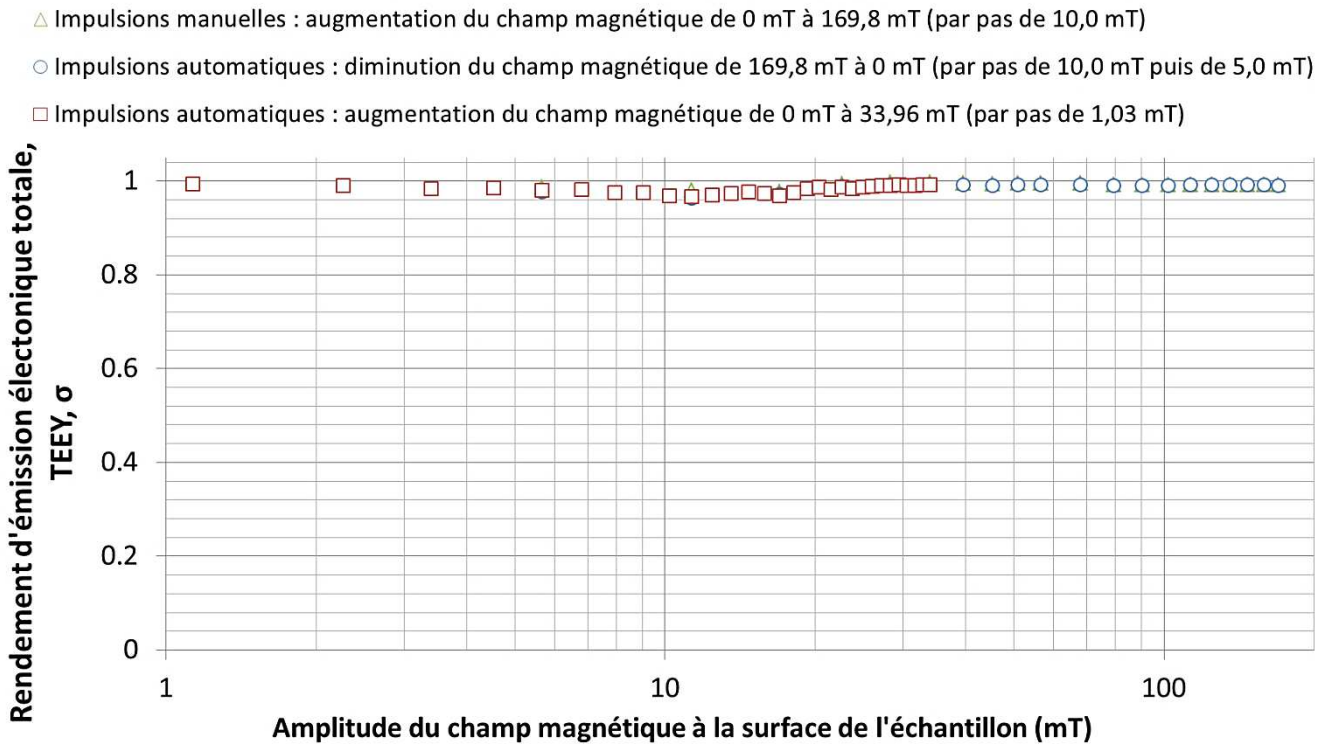 △ Impulsions manuelles : augmentation du champ magnétique de 0 mT à 169,8 mT (par pas de 10,0 mT)
○ Impulsions automatiques : diminution du champ magnétique de 169,8 mT à 0 mT (par pas de 10,0 mT puis de 5,0 mT)
□ Impulsions automatiques : augmentation du champ magnétique de 0 mT à 33,96 mT (par pas de 1,03 mT)
Rendement d'émission électonique totale,
TEEY, σ
1
0.8
0.6
0.4
0.2
0
1 10 100
Amplitude du champ magnétique à la surface de l'échantillon (mT)